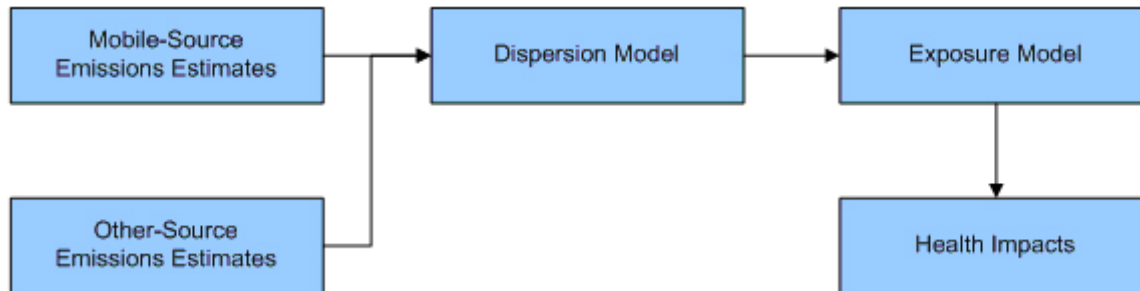 Mobile-Source
Emissions Estimates
Dispersion Model
Exposure Model
Other-Source
Emissions Estimates
Health Impacts